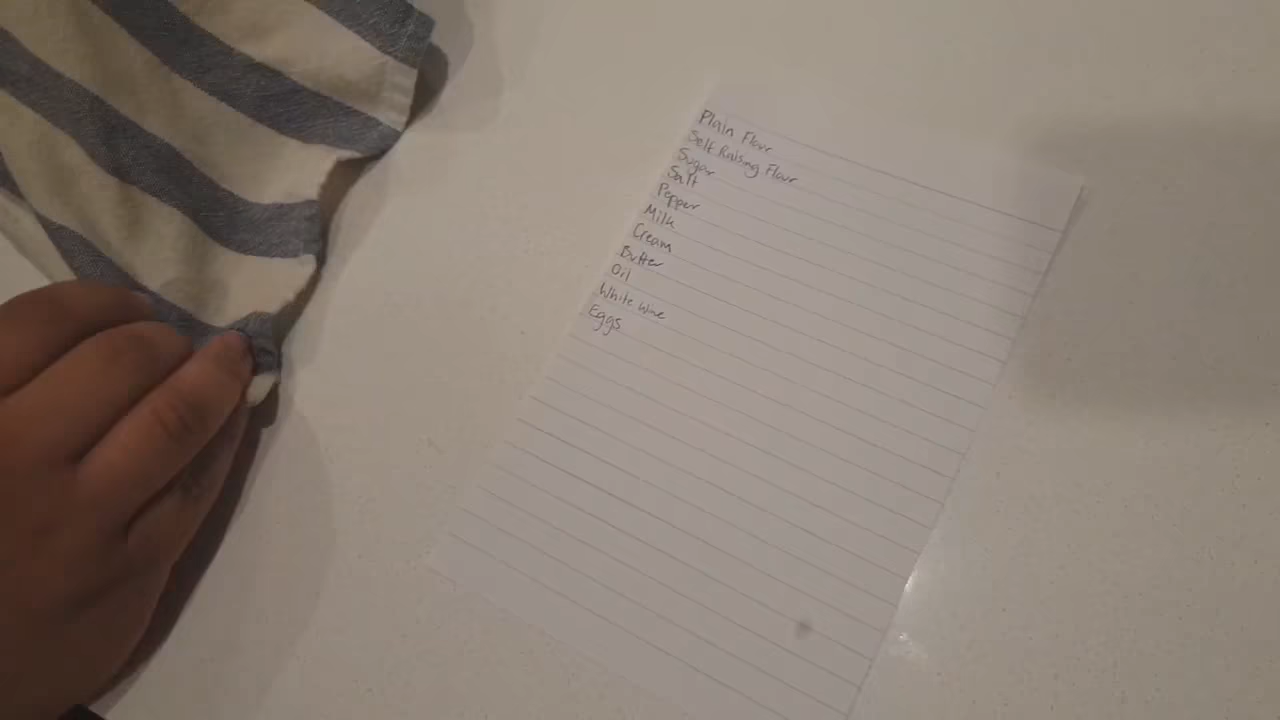 Plain Flour
Self Raising Flour
Sugar
Salt
Pepper
Milk
Cream
Butter
Oil
White Wine
Eggs